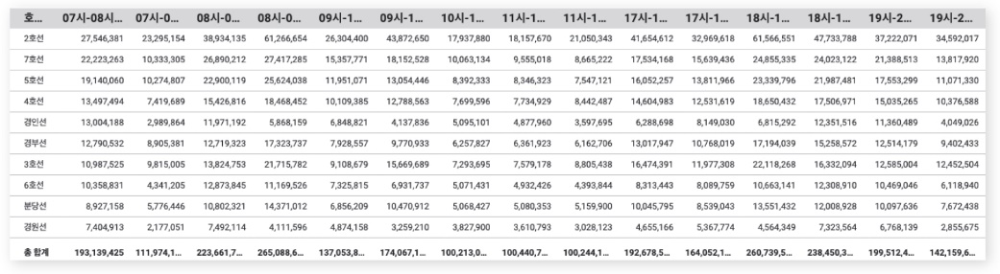 호... 07시-08시... 07시-0... 08시-0... 08시-0... 09시-1... 09시-1... 10시-1... 11시-1... 11시-1... 17시-1... 17시-1... 18시-1... 18시-1... 19시-2... 19시-2...
2호선 27,546,381 23,295,154 38,934,135 61,266,654 26,304,400 43,872,650 17,937,880 18,157,670 21,050,343 41,654,612 32,969,618 61,566,551 47,733,788 37,222,071 34,592,017
7호선 22,223,263 10,333,305 26,890,212 27,417,285 15,357,771 18,152,528 10,063,134 9,555,018 8,665,222 17,534,168 15,639,436 24,855,335 24,023,122 21,388,513 13,817,920
5호선 19,140,060 10,274,807 22,900,119 25,624,038 11,951,071 13,054,446 8,392,333 8,346,323 7,547,121 16,052,257 13,811,966 23,339,796 21,987,481 17,553,299 11,071,330
4호선 13,497,494 7,419,689 15,426,816 18,468,452 10,109,385 12,788,563 7,699,596 7,734,929 8,442,487 14,604,983 12,531,619 18,650,432 17,506,971 15,035,265 10,376,588
경인선 13,004,188 2,989,864 11,971,192 5,868,159 6,848,821 4,137,836 5,095,101 4,877,960 3,597,695 6,288,698 8,149,030 6,815,292 12,351,516 11,360,489 4,049,026
경부선 12,790,532 8,905,381 12,719,323 17,323,737 7,928,557 9,770,933 6,257,827 6,361,923 6,162,706 13,017,947 10,768,019 17,194,039 15,258,572 12,514,179 9,402,433
3호선 10,987,525 9,815,005 13,824,753 21,715,782 9,108,679 15,669,689 7,293,695 7,579,178 8,805,438 16,474,391 11,977,308 22,118,268 16,332,094 12,585,004 12,452,504
6호선 10,358,831 4,341,205 12,873,845 11,169,526 7,325,815 6,931,737 5,071,431 4,932,426 4,393,844 8,313,443 8,089,759 10,663,141 12,308,910 10,469,046 6,118,940
분당선 8,927,158 5,776,446 10,802,321 14,371,012 6,856,209 10,470,912 5,068,427 5,080,353 5,159,900 10,045,795 8,539,043 13,551,432 12,008,928 10,097,636 7,672,438
경원선 7,404,913 2,177,051 7,492,114 4,111,596 4,874,158 3,259,210 3,827,900 3,610,793 3,028,123 4,655,166 5,367,774 4,564,349 7,323,564 6,768,139 2,855,675
총 합계 193,139,425 111,974,1... 223,661,7... 265,088,6... 137,053,8... 174,067,1... 100,213,0... 100,440,7... 100,244,1... 192,678,5... 164,052,1... 260,739,5... 238,450,3... 199,512,4... 142,159,6...